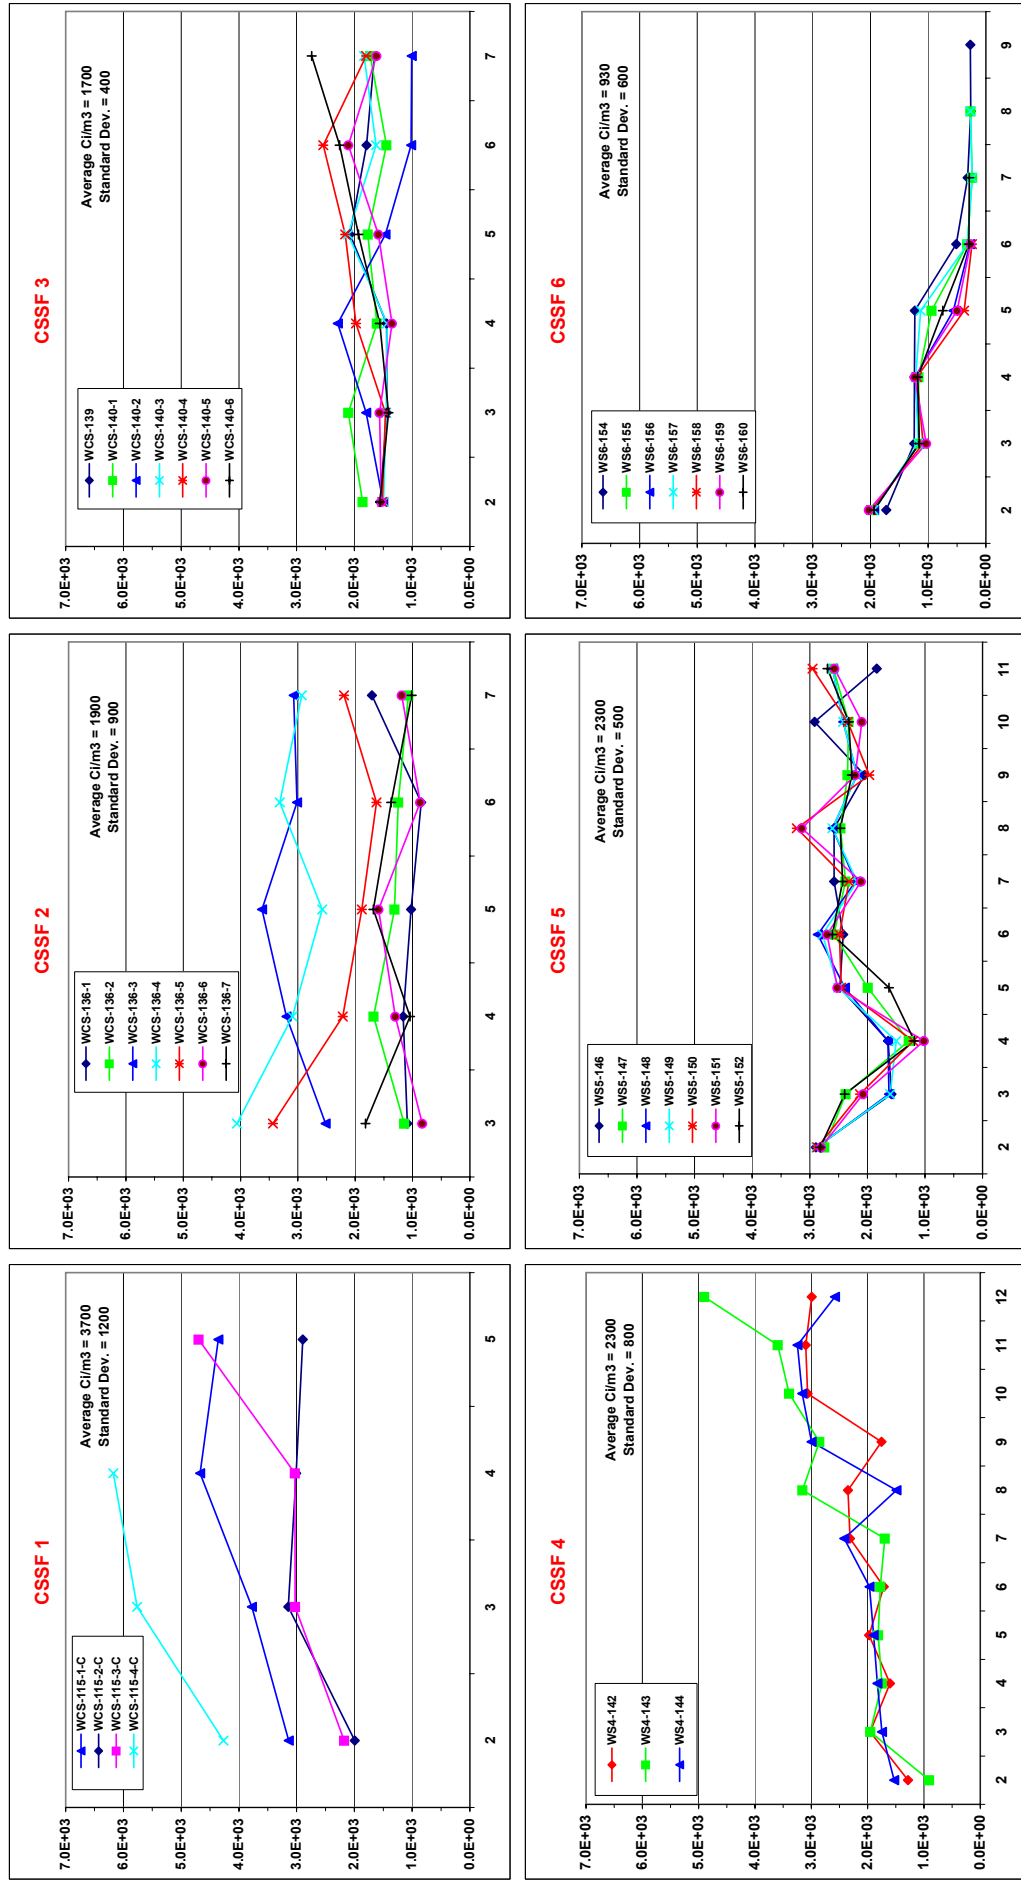 CSSF 1
7.0E+03
6.0E+03
5.0E+03
4.0E+03
3.0E+03
2.0E+03
1.0E+03
0.0E+00
WCS-115-1-C
WCS-115-2-C
WCS-115-3-C
WCS-115-4-C
Average Ci/m3 = 3700
Standard Dev. = 1200
2 3 4 5
CSSF 2
7.0E+03
6.0E+03
5.0E+03
4.0E+03
3.0E+03
2.0E+03
1.0E+03
0.0E+00
WCS-136-1
WCS-136-2
WCS-136-3
WCS-136-4
WCS-136-5
WCS-136-6
WCS-136-7
Average Ci/m3 = 1900
Standard Dev. = 900
3 4 5 6 7
CSSF 3
7.0E+03
6.0E+03
5.0E+03
4.0E+03
3.0E+03
2.0E+03
1.0E+03
0.0E+00
WCS-139
WCS-140-1
WCS-140-2
WCS-140-3
WCS-140-4
WCS-140-5
WCS-140-6
Average Ci/m3 = 1700
Standard Dev. = 400
2 3 4 5 6 7
CSSF 4
7.0E+03
6.0E+03
5.0E+03
4.0E+03
3.0E+03
2.0E+03
1.0E+03
0.0E+00
WS4-142
WS4-143
WS4-144
Average Ci/m3 = 2300
Standard Dev. = 800
2 3 4 5 6 7 8 9 10 11 12
CSSF 5
7.0E+03
6.0E+03
5.0E+03
4.0E+03
3.0E+03
2.0E+03
1.0E+03
0.0E+00
WS5-146
WS5-147
WS5-148
WS5-149
WS5-150
WS5-151
WS5-152
Average Ci/m3 = 2300
Standard Dev. = 500
2 3 4 5 6 7 8 9 10 11
CSSF 6
7.0E+03
6.0E+03
5.0E+03
4.0E+03
3.0E+03
2.0E+03
1.0E+03
0.0E+00
WS6-154
WS6-155
WS6-156
WS6-157
WS6-158
WS6-159
WS6-160
Average Ci/m3 = 930
Standard Dev. = 600
2 3 4 5 6 7 8 9